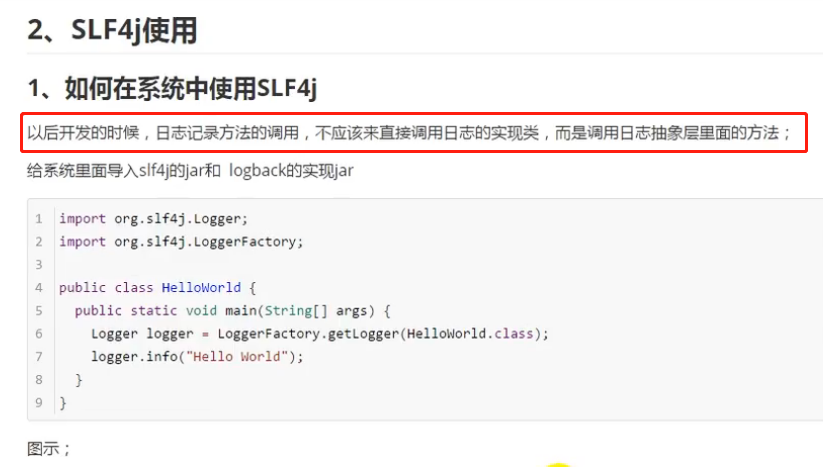 2、SLF4j使用
1、如何在系统中使用SLF4j
以后开发的时候，日志记录方法的调用，不应该来直接调用日志的实现类，而是调用日志抽象层里面的方法；
给系统里面导入slf4j的jar和 logback的实现jar
1 import org.slf4j.Logger;
2 import org.slf4j.LoggerFactory;
3
4 public class HelloWorld {
5   public static void main(String[] args) {
6     Logger logger = LoggerFactory.getLogger(HelloWorld.class);
7     logger.info("Hello World");
8   }
9 }
图示；